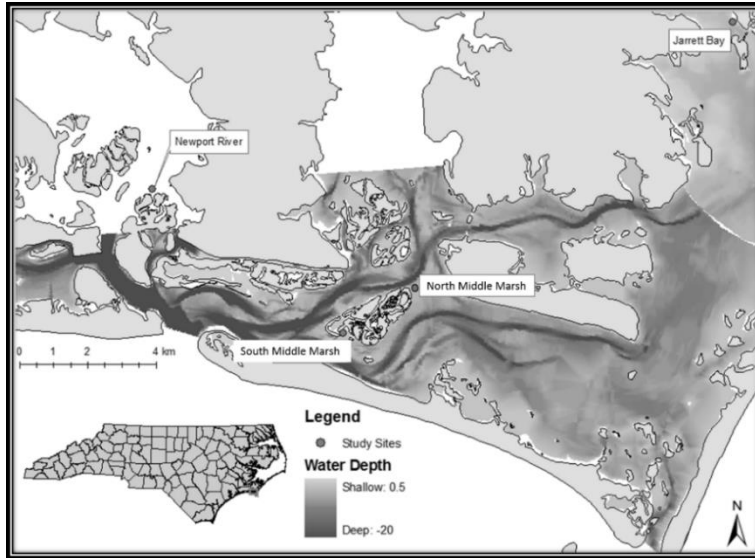 Jarrett Bay
Newport River
North Middle Marsh
South Middle Marsh
0 1 2 4 km
Legend
Study Sites
Water Depth
Shallow: 0.5
Deep: -20
N